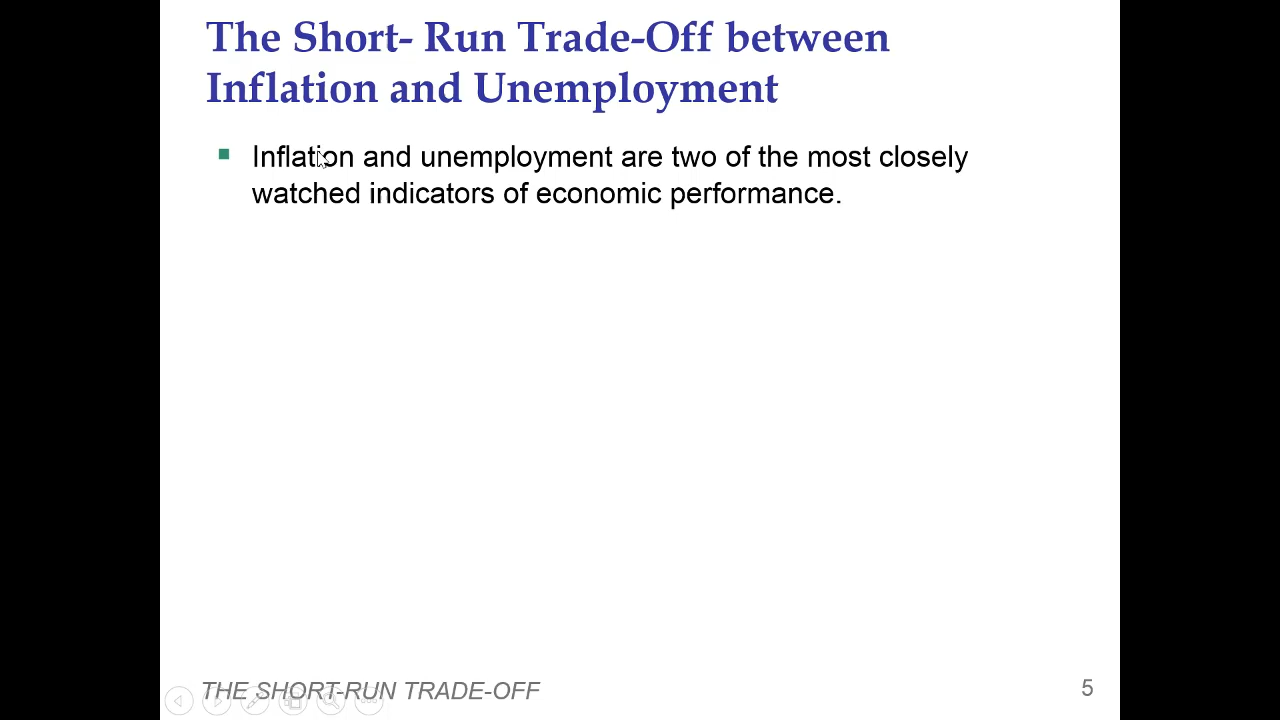 The Short- Run Trade-Off between
Inflation and Unemployment
Inflation and unemployment are two of the most closely
watched indicators of economic performance.
THE SHORT-RUN TRADE-OFF
5